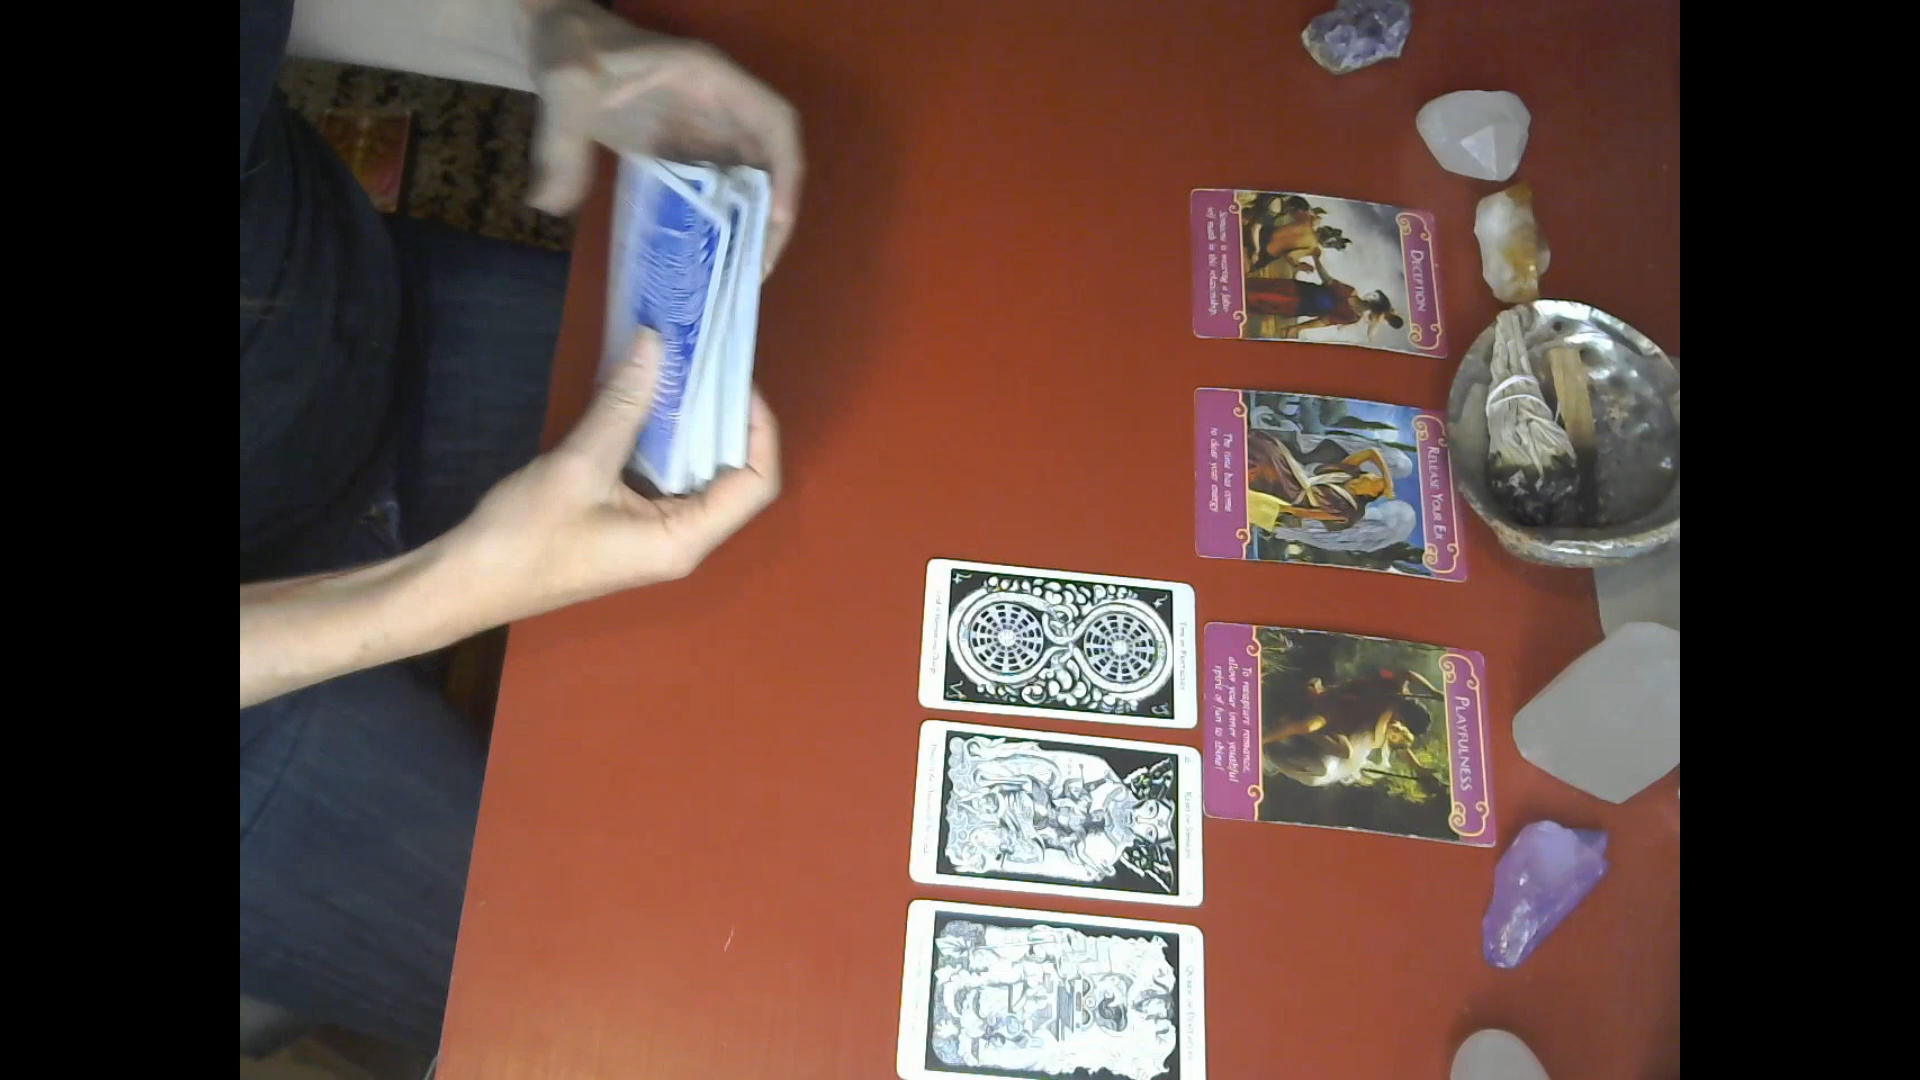 DECEPTION
Someone is wearing a false
self mask in this relationship.
RELEASE YOUR EX
The time has come
to clear your energy
PLAYFULNESS
To recapture romance,
allow your inner youthful
spirit of fun to shine!
TWO OF PENTACLES
QUEEN OF PENTACLES